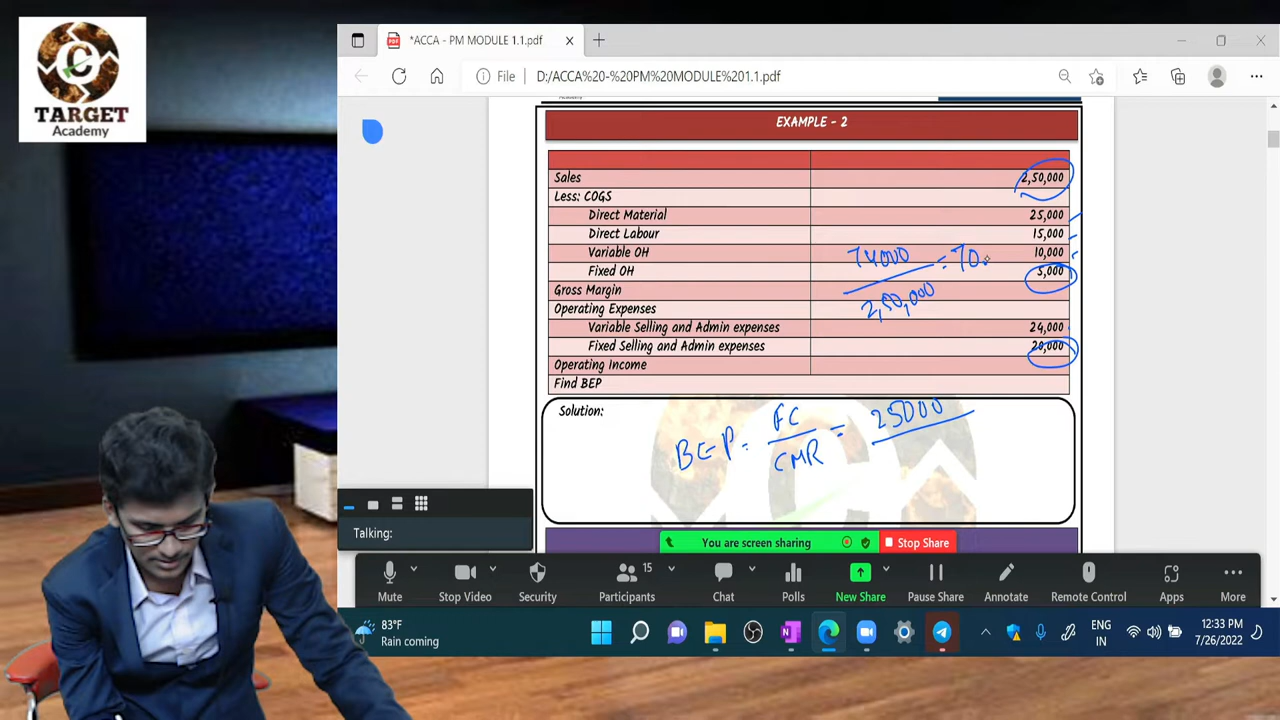 TARGET
Academy
*ACCA - PM MODULE 1.1.pdf
File D:/ACCA%20-%20PM%20MODULE%201.1.pdf
EXAMPLE - 2
Sales 2,50,000
Less: COGS
Direct Material 25,000
Direct Labour 15,000
Variable OH 10,000
Fixed OH 5,000
Gross Margin
Operating Expenses
Variable Selling and Admin expenses 24,000
Fixed Selling and Admin expenses 20,000
Operating Income
Find BEP
74000
= 70.
2,50,000
Solution:
BEP = FC = 25000
CMR
Talking:
You are screen sharing Stop Share
15
Mute Stop Video Security Participants Chat Polls New Share Pause Share Annotate Remote Control Apps More
83°F
Rain coming
ENG
IN
12:33 PM
7/26/2022